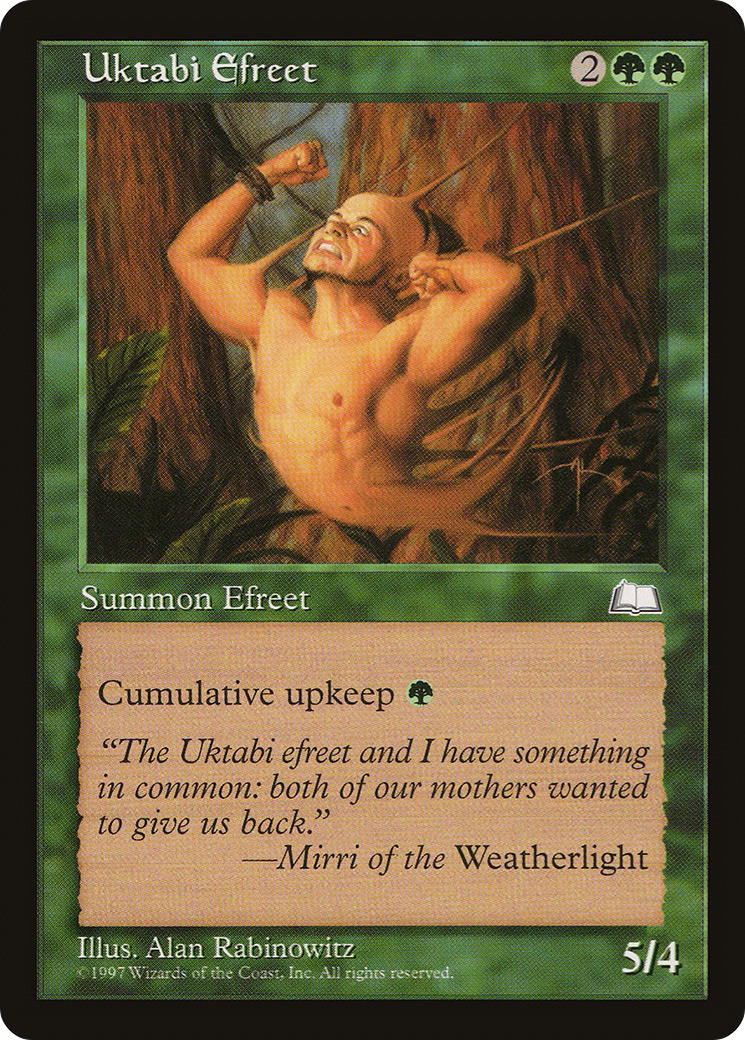 Uktabi Efreet 2
Summon Efreet
Cumulative upkeep
“The Uktabi efreet and I have something
in common: both of our mothers wanted
to give us back.”
—Mirri of the Weatherlight
Illus. Alan Rabinowitz
©1997 Wizards of the Coast, Inc. All rights reserved.
5/4